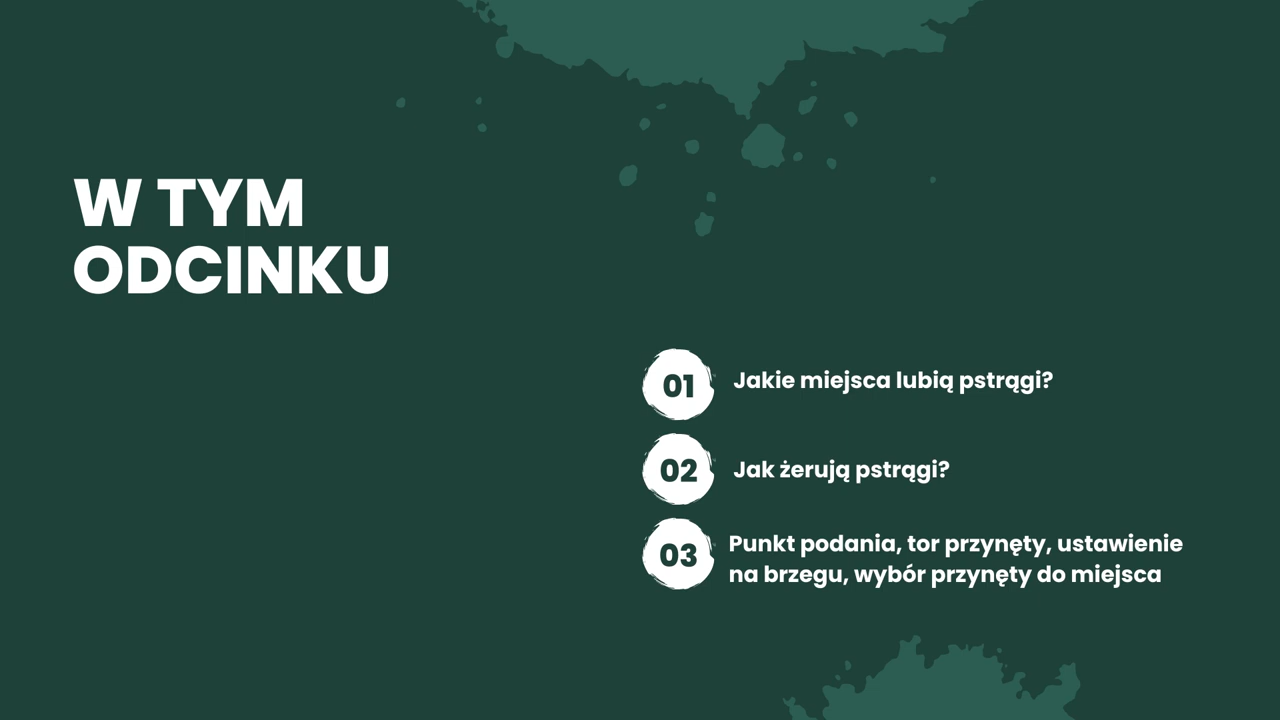 W TYM
ODCINKU
01 Jakie miejsca lubią pstrągi?
02 Jak żerują pstrągi?
03 Punkt podania, tor przynęty, ustawienie
na brzegu, wybór przynęty do miejsca